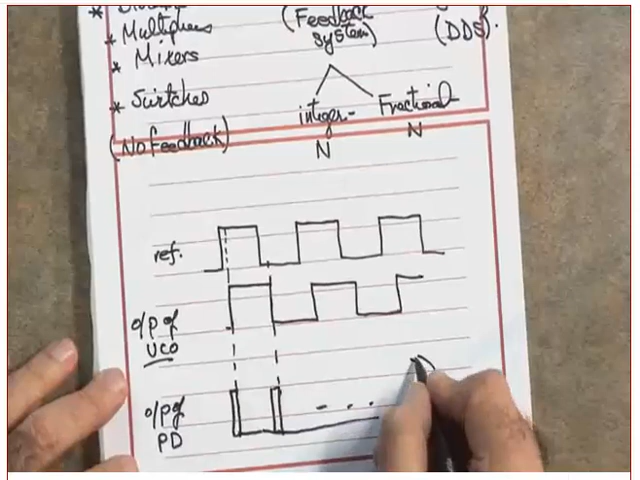 * Multipliers
* Mixers
* Switches
(No Feedback)
(Feedback
system)
(DDS).
integer-
N
Fractional
N
ref.
o/p of
VCO
o/p of
PD